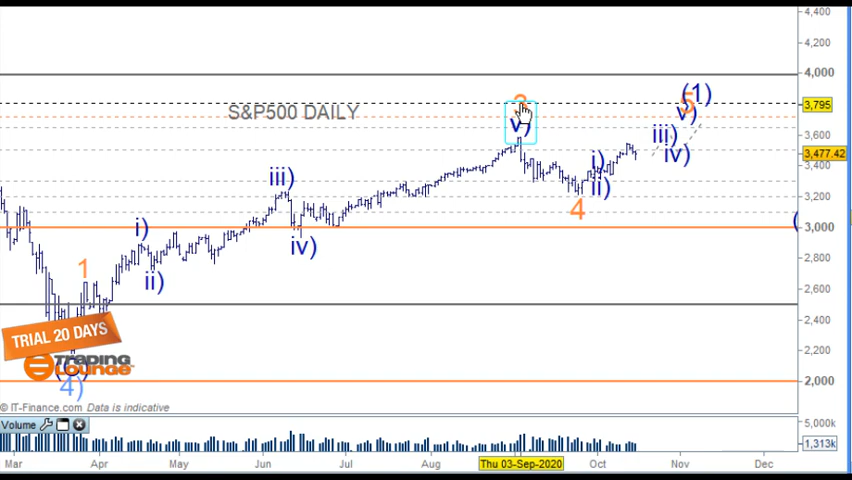 4,400
4,200
4,000
S&P500 DAILY
3,795
3
v)
5
(1)
v)
3,600
iii)
iv)
3,477.42
3,400
i)
ii)
4
3,200
iii)
iv)
3,000
i)
ii)
1
2,800
2,600
2,400
2,200
2,000
TRIAL 20 DAYS
TRADING
LOUNGE
4)
© IT-Finance.com Data is indicative
Volume
5,000k
1,313k
Mar Apr May Jun Jul Aug Thu 03-Sep-2020 Oct Nov Dec